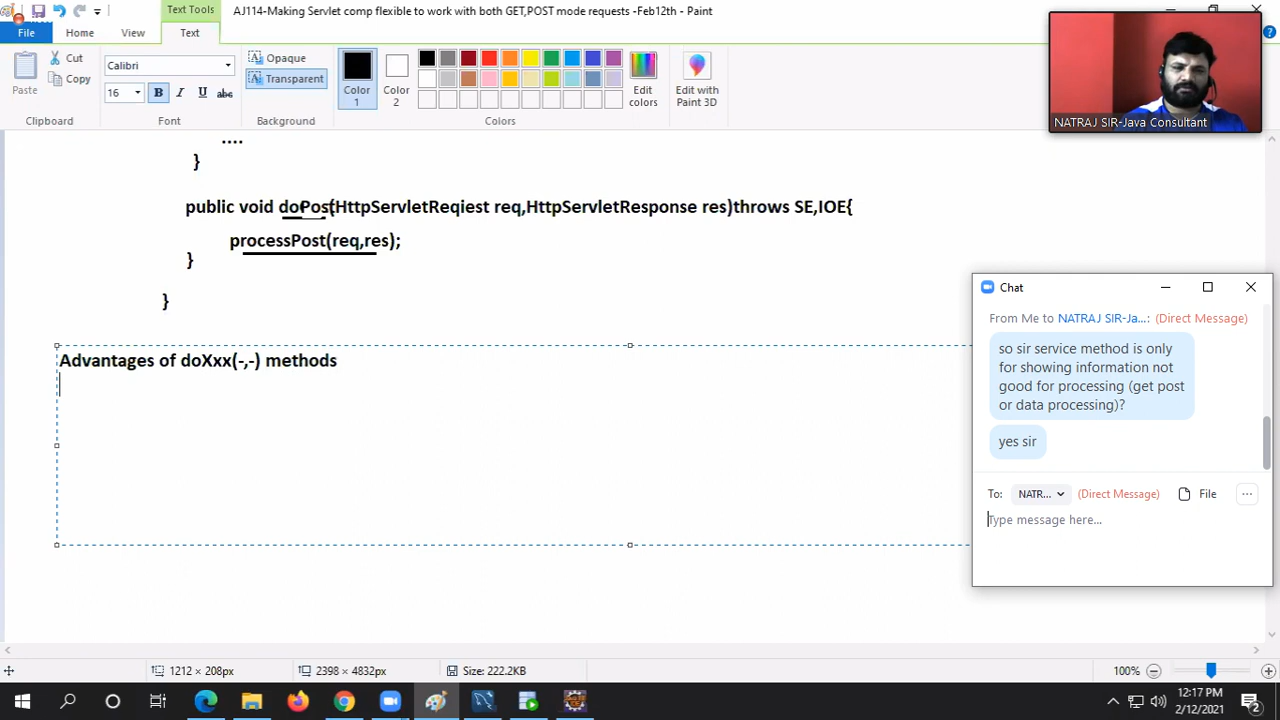 AJ114-Making Servlet comp flexible to work with both GET,POST mode requests -Feb12th - Paint
Text Tools
File
Home
View
Text
Paste
Cut
Copy
Clipboard
Calibri
16
B
I
U
abc
Font
Opaque
Transparent
Background
Color 1
Color 2
Edit colors
Edit with Paint 3D
Colors
NATRAJ SIR-Java Consultant
....
}
public void doPost(HttpServletReqiest req,HttpServletResponse res)throws SE,IOE{
processPost(req,res);
}
}
Advantages of doXxx(-,-) methods
Chat
From Me to NATRAJ SIR-Ja...: (Direct Message)
so sir service method is only
for showing information not
good for processing (get post
or data processing)?
yes sir
To: NATR... (Direct Message) File ...
Type message here...
1212 × 208px
2398 × 4832px
Size: 222.2KB
100%
12:17 PM
2/12/2021
2